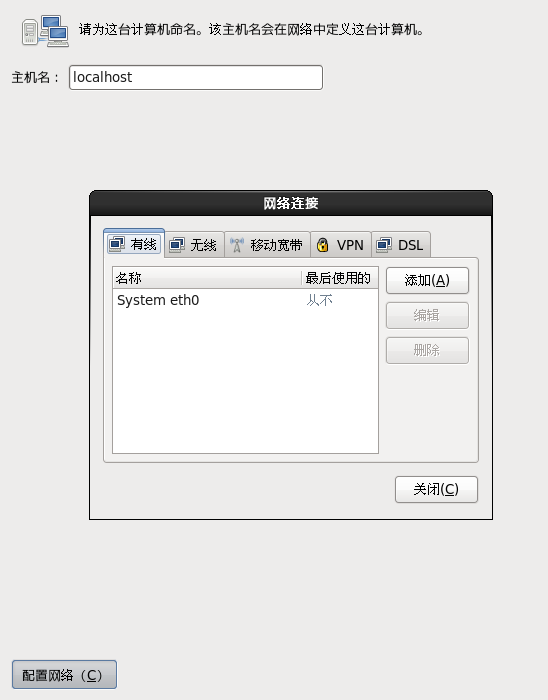 请为这台计算机命名。该主机名会在网络中定义这台计算机。
主机名： localhost
网络连接
有线 无线 移动宽带 VPN DSL
名称 最后使用的 添加(A)
System eth0 从不
编辑
删除
关闭(C)
配置网络（C）